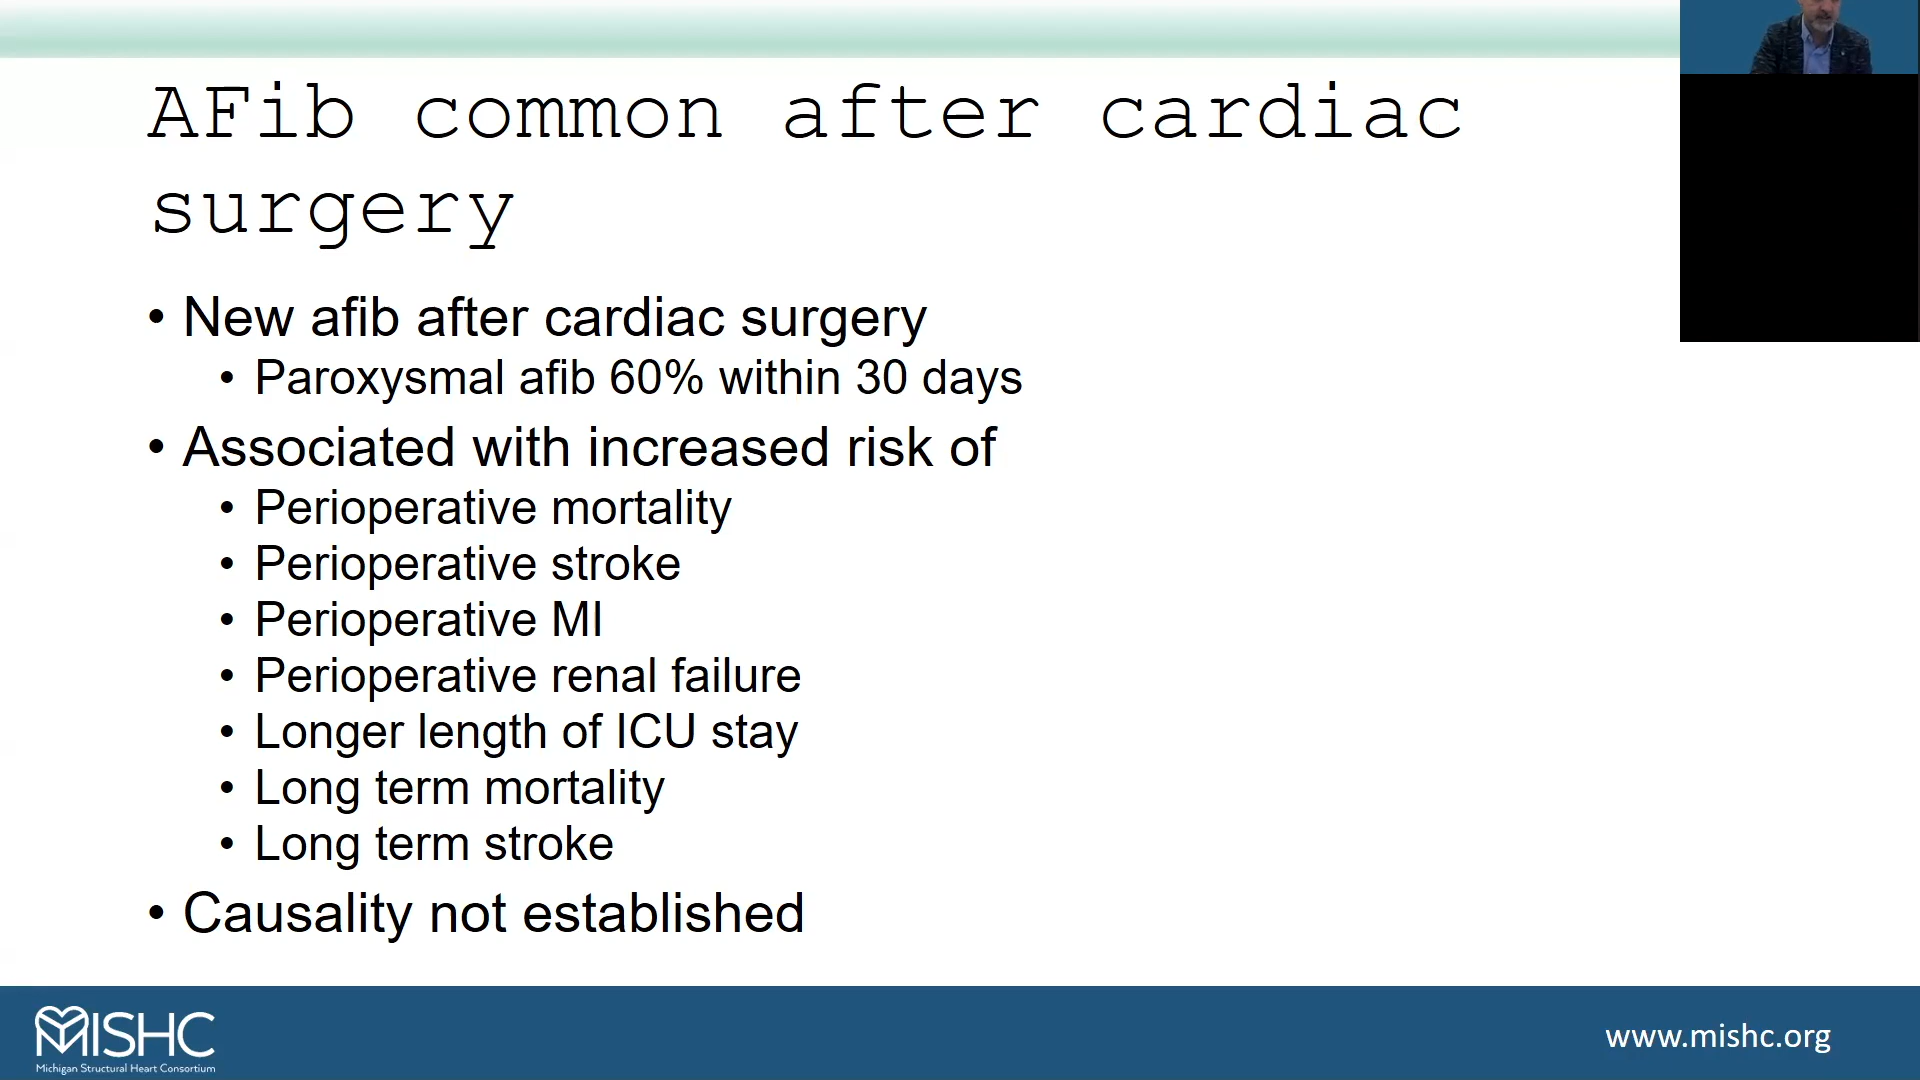 AFib common after cardiac
surgery
• New afib after cardiac surgery
• Paroxysmal afib 60% within 30 days
• Associated with increased risk of
• Perioperative mortality
• Perioperative stroke
• Perioperative MI
• Perioperative renal failure
• Longer length of ICU stay
• Long term mortality
• Long term stroke
• Causality not established
MISHC
Michigan Structural Heart Consortium
www.mishc.org